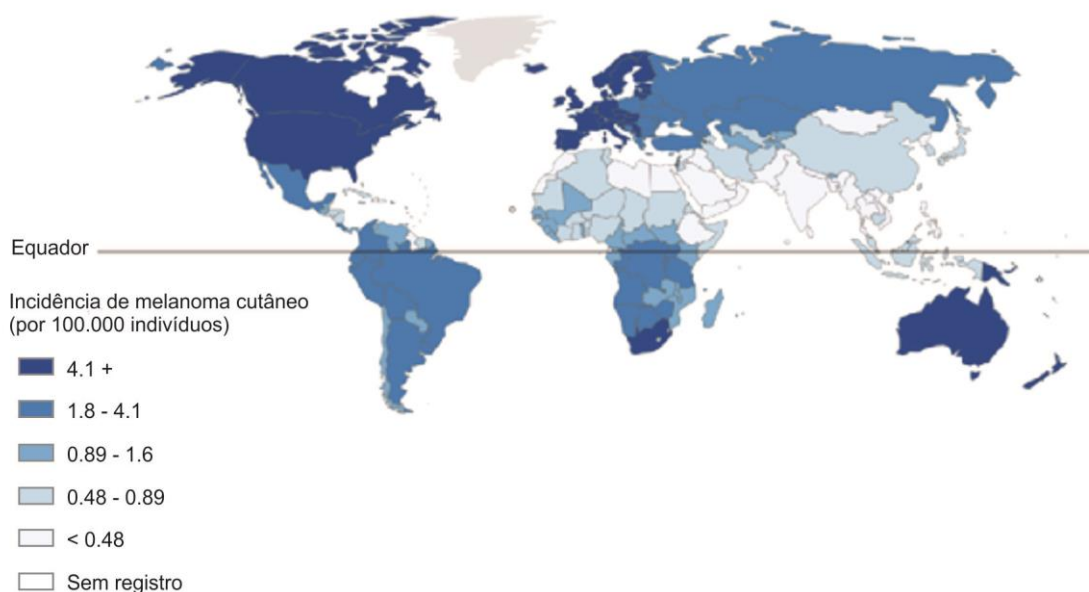 Equador
Incidência de melanoma cutâneo
(por 100.000 indivíduos)
4.1 +
1.8 - 4.1
0.89 - 1.6
0.48 - 0.89
< 0.48
Sem registro